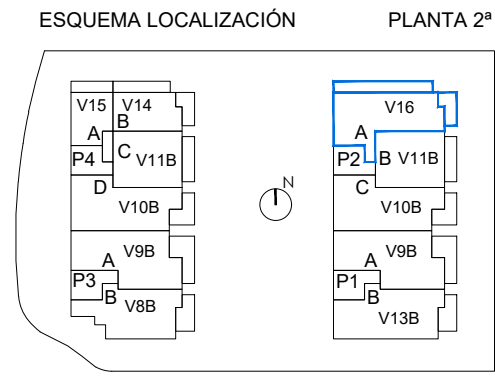 ESQUEMA LOCALIZACIÓN PLANTA 2ª
V15 V14 V16
B
A A
C
P4 V11B P2 B V11B
D C
V10B N V10B
V9B V9B
A A
P3 P1
B B
V8B V13B